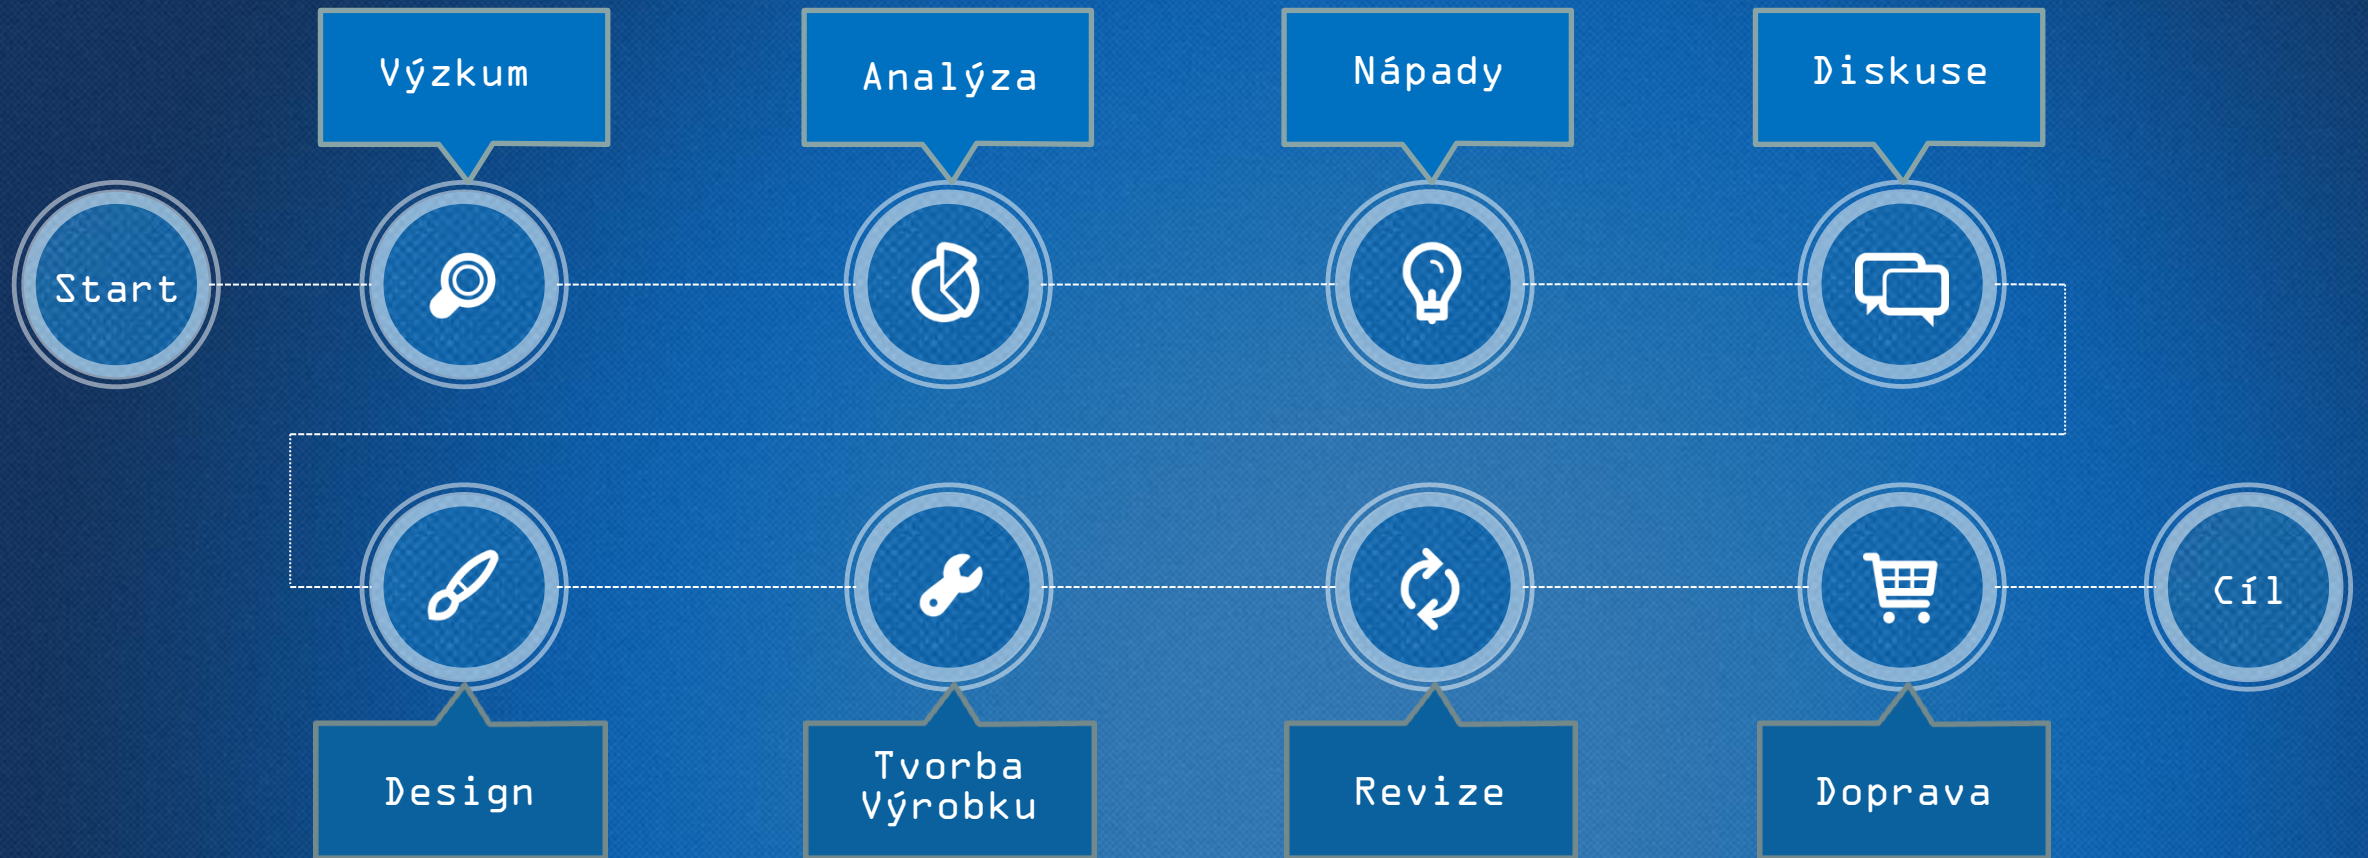 Výzkum
Analýza
Nápady
Diskuse
Start
Cíl
Design
Tvorba
Výrobku
Revize
Doprava